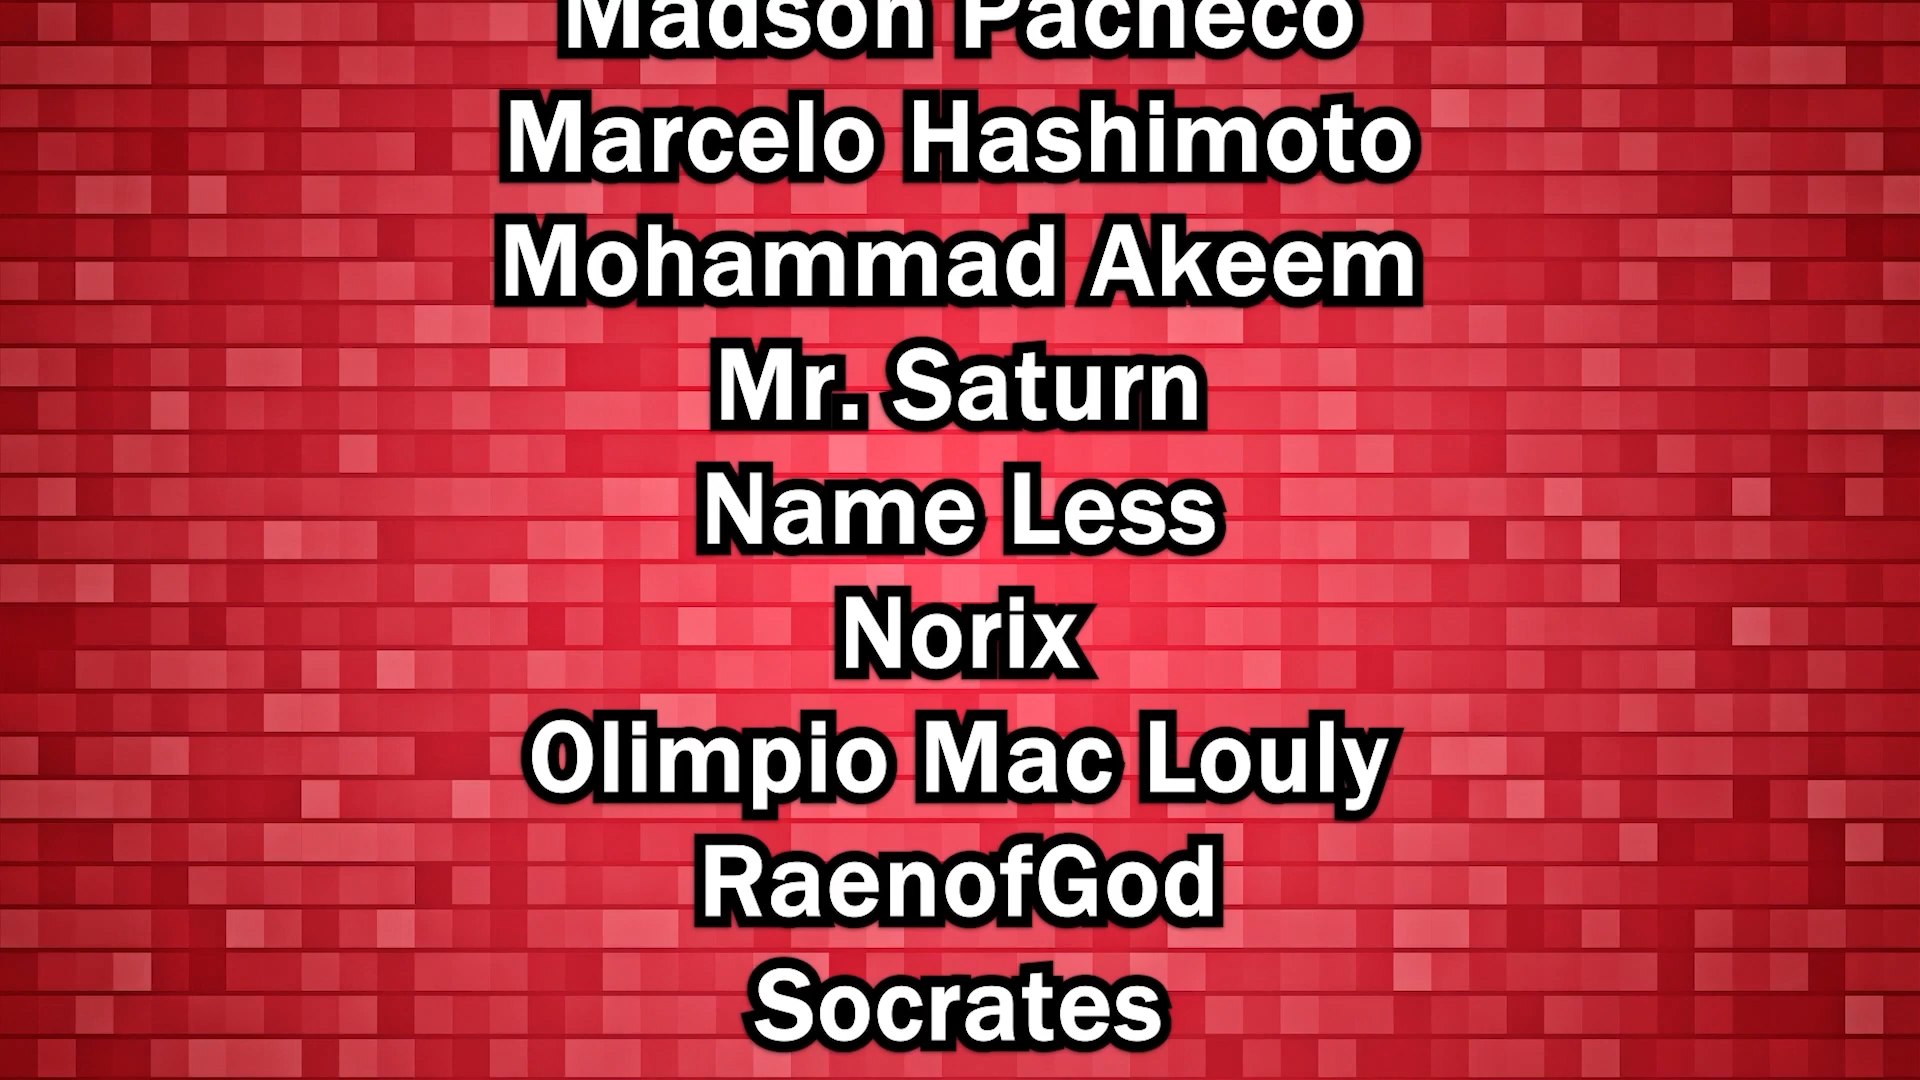 Madson Pacheco
Marcelo Hashimoto
Mohammad Akeem
Mr. Saturn
Name Less
Norix
Olimpio Mac Louly
RaenofGod
Socrates